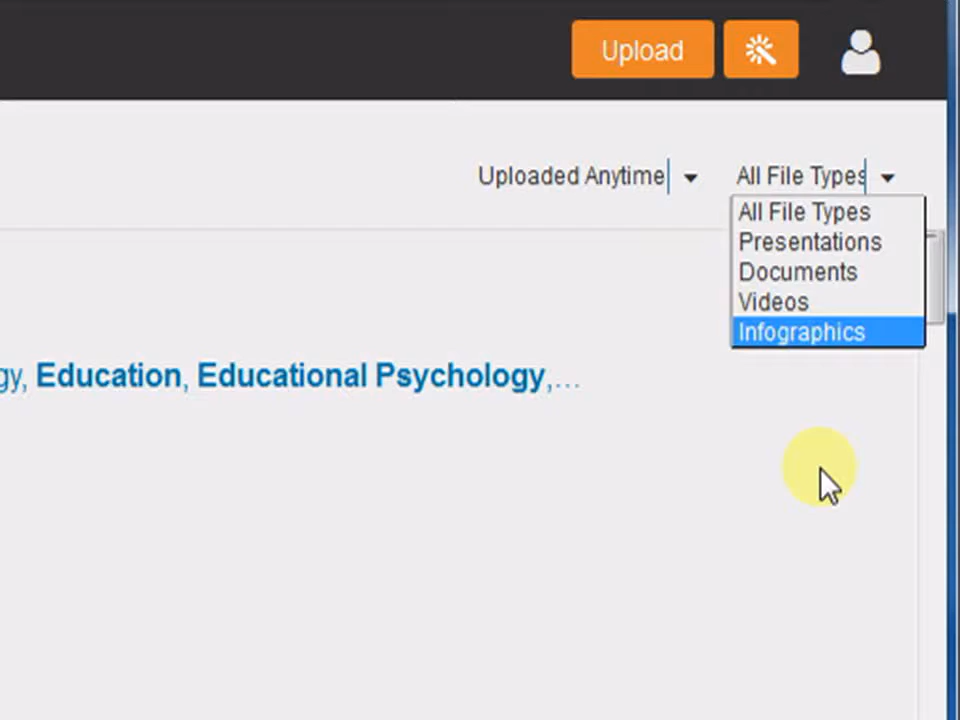 Upload
Uploaded Anytime All File Types
All File Types
Presentations
Documents
Videos
Infographics
gy, Education, Educational Psychology,...